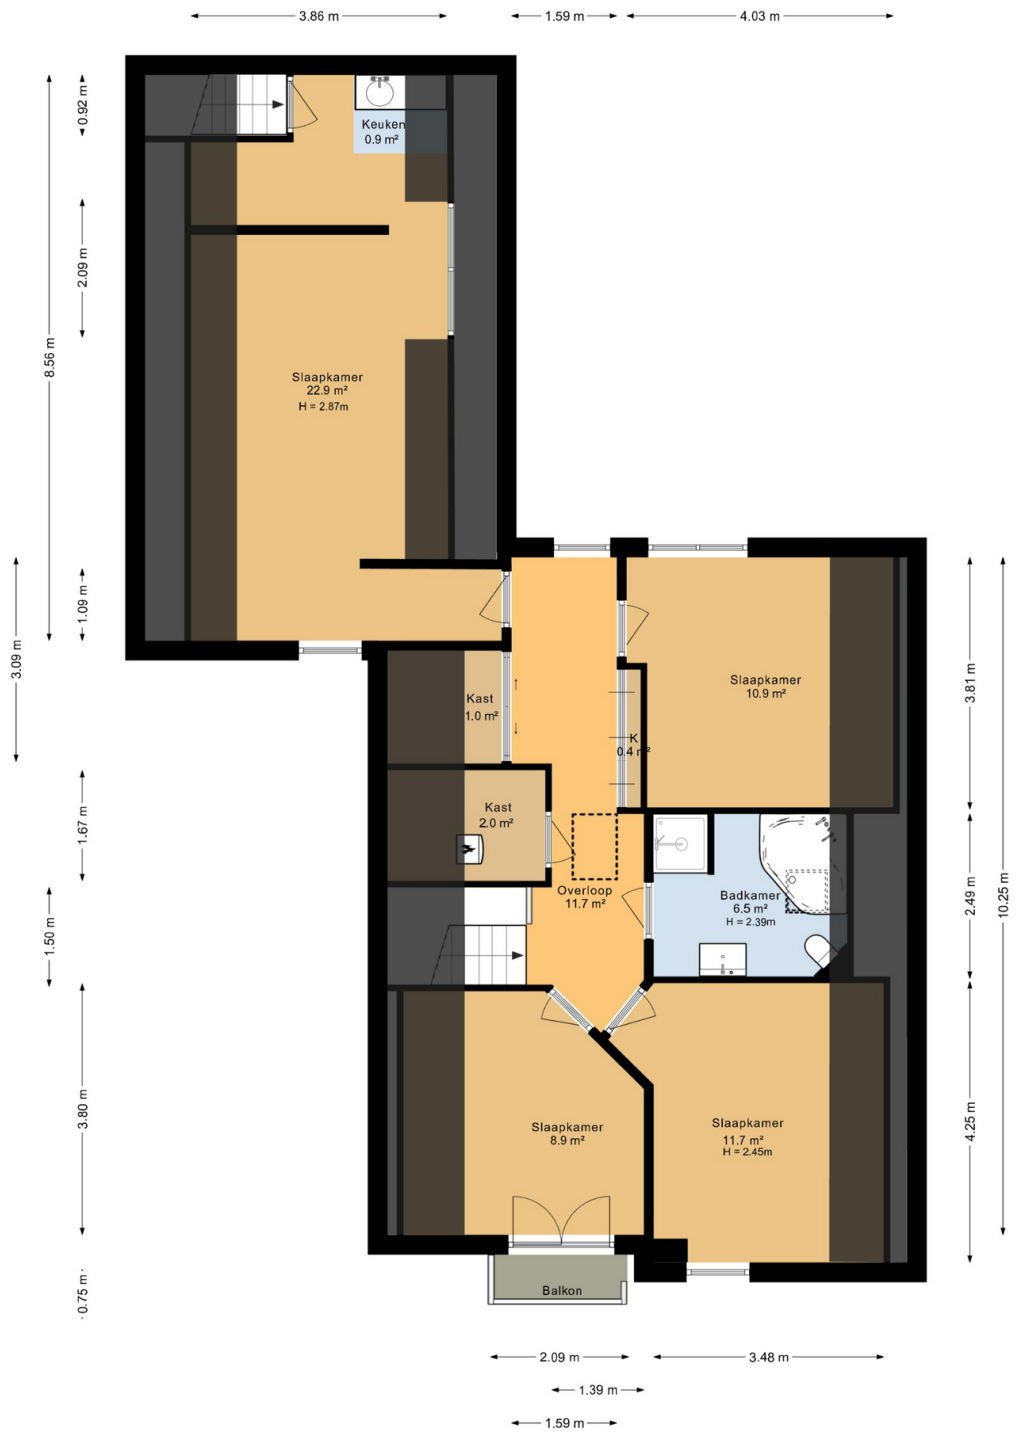 3.86 m
1.59 m
4.03 m
0.92 m
Keuken
0.9 m²
2.09 m
8.56 m
Slaapkamer
22.9 m²
H = 2.87m
1.09 m
3.09 m
Kast
1.0 m²
K
0.4 m²
Slaapkamer
10.9 m²
3.81 m
1.67 m
Kast
2.0 m²
Overloop
11.7 m²
Badkamer
6.5 m²
H = 2.39m
2.49 m
10.25 m
1.50 m
3.80 m
Slaapkamer
8.9 m²
Slaapkamer
11.7 m²
H = 2.45m
4.25 m
0.75 m
Balkon
2.09 m
3.48 m
1.39 m
1.59 m